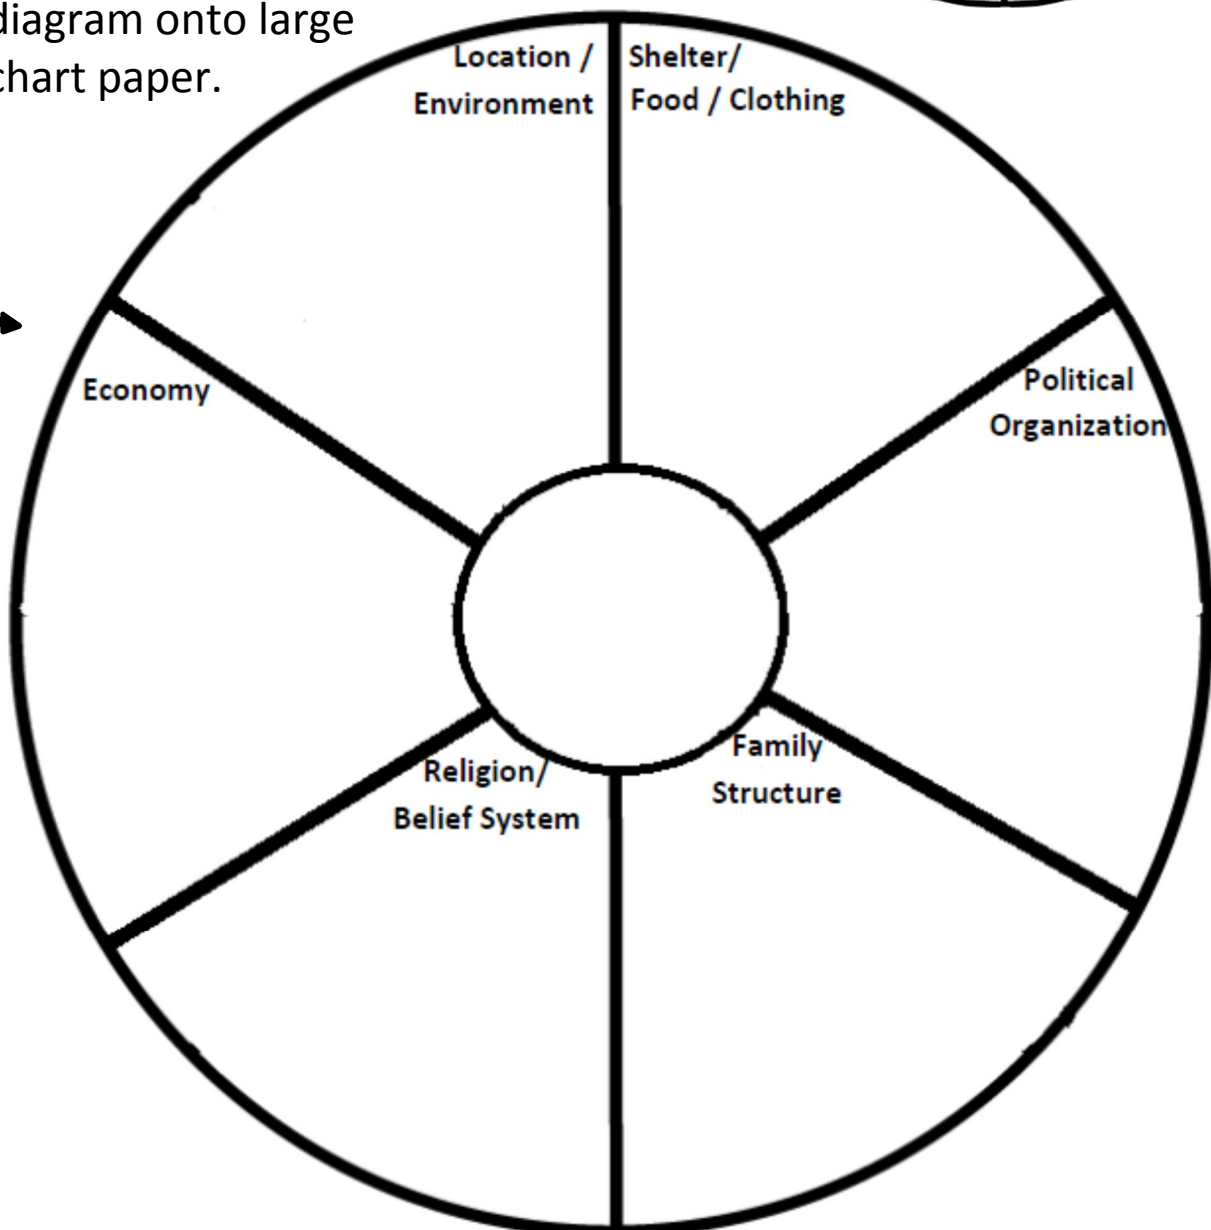 diagram onto large
chart paper.
Location /
Environment
Shelter/
Food / Clothing
Economy
Political
Organization
Religion/
Belief System
Family
Structure